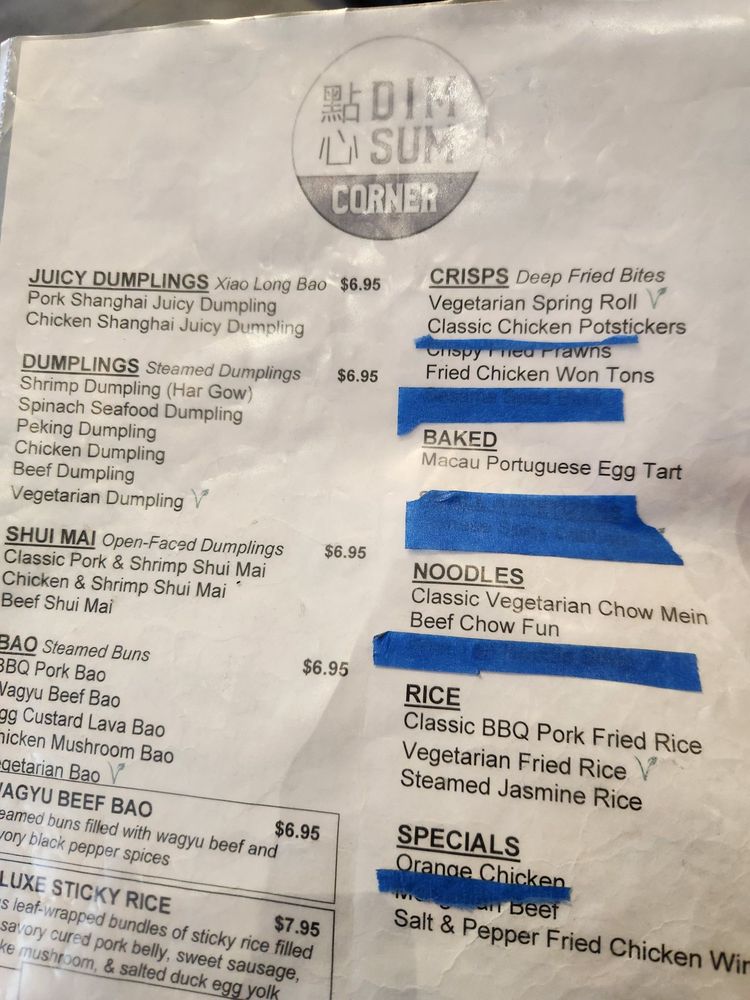 點 DIM
心 SUM
CORNER
JUICY DUMPLINGS Xiao Long Bao $6.95
Pork Shanghai Juicy Dumpling
Chicken Shanghai Juicy Dumpling
DUMPLINGS Steamed Dumplings $6.95
Shrimp Dumpling (Har Gow)
Spinach Seafood Dumpling
Peking Dumpling
Chicken Dumpling
Beef Dumpling
Vegetarian Dumpling V
SHUI MAI Open-Faced Dumplings $6.95
Classic Pork & Shrimp Shui Mai
Chicken & Shrimp Shui Mai
Beef Shui Mai
BAO Steamed Buns $6.95
BBQ Pork Bao
Wagyu Beef Bao
gg Custard Lava Bao
hicken Mushroom Bao
getarian Bao V
WAGYU BEEF BAO $6.95
eamed buns filled with wagyu beef and
vory black pepper spices
LUXE STICKY RICE $7.95
s leaf-wrapped bundles of sticky rice filled
savory cured pork belly, sweet sausage,
ke mushroom, & salted duck egg yolk
CRISPS Deep Fried Bites
Vegetarian Spring Roll V
Classic Chicken Potstickers
Crispy Fried Prawns
Fried Chicken Won Tons
BAKED
Macau Portuguese Egg Tart
NOODLES
Classic Vegetarian Chow Mein
Beef Chow Fun
RICE
Classic BBQ Pork Fried Rice
Vegetarian Fried Rice V
Steamed Jasmine Rice
SPECIALS
Orange Chicken
Beef
Salt & Pepper Fried Chicken Win